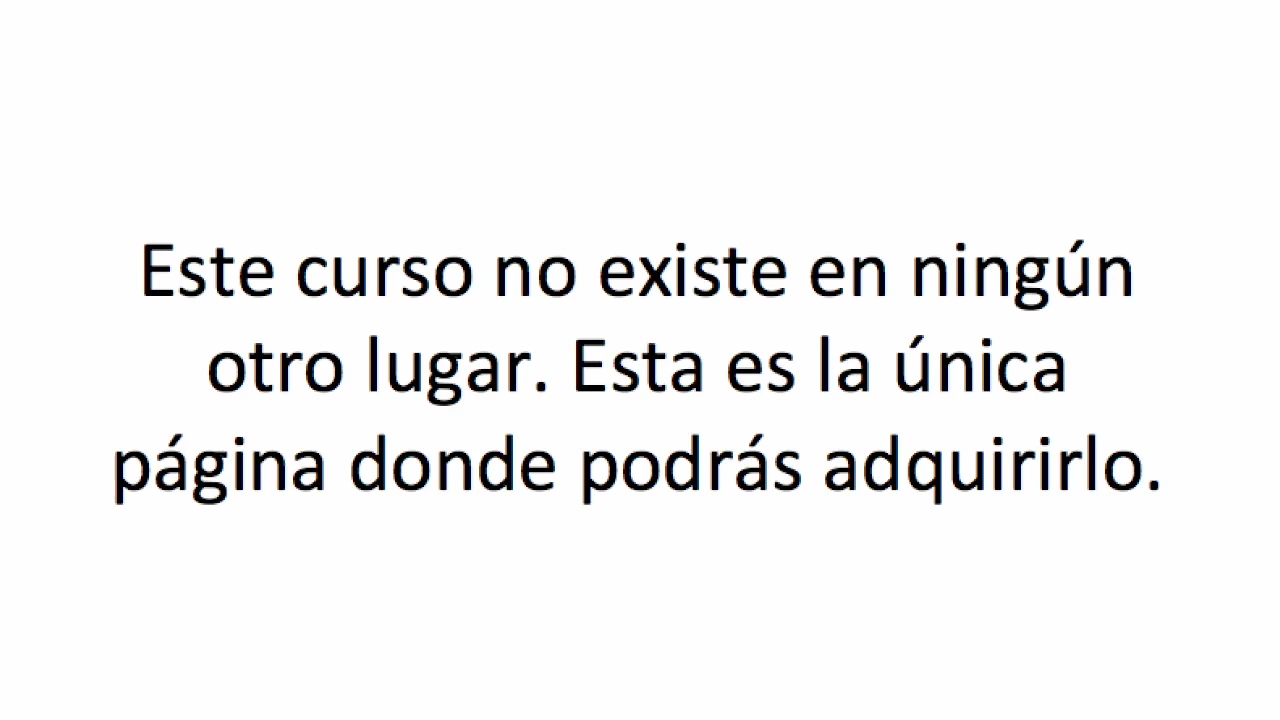 Este curso no existe en ningún
otro lugar. Esta es la única
página donde podrás adquirirlo.